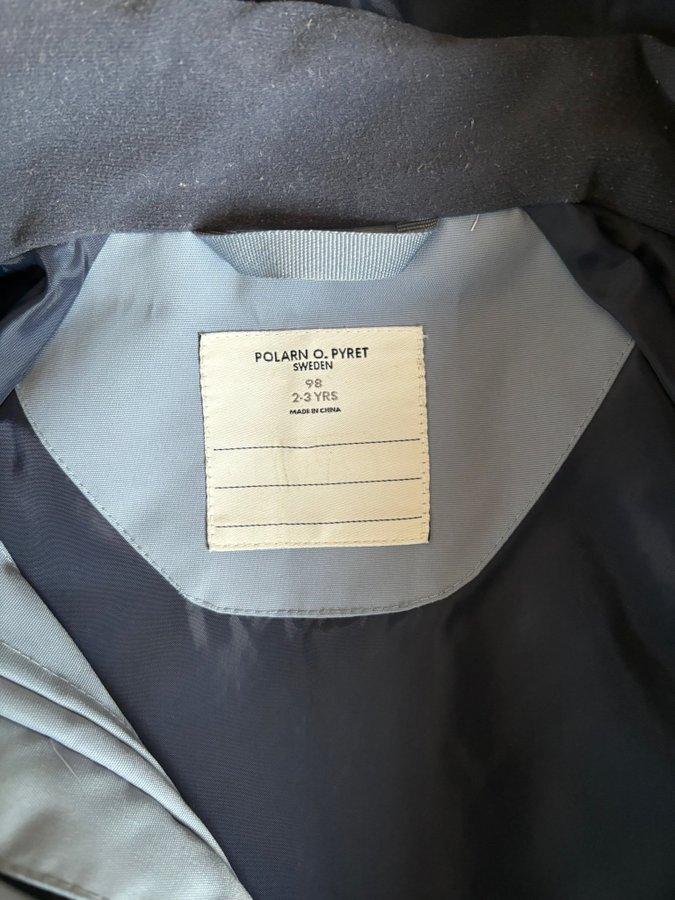 POLARN O. PYRET
SWEDEN
98
2-3 YRS
MADE IN CHINA